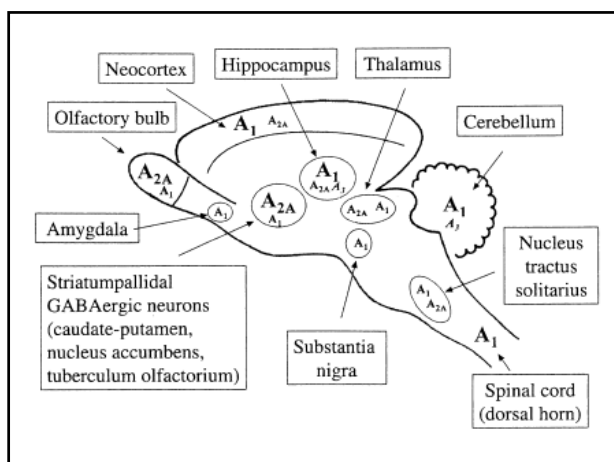 Neocortex
Hippocampus
Thalamus
Olfactory bulb
Cerebellum
A1 A2A
A2A
A1
A1
A2A A3
A2A A1
A1
A3
Amygdala
A1
A2A
A1
A1
A1
A2A
A1
Nucleus
tractus
solitarius
Striatumpallidal
GABAergic neurons
(caudate-putamen,
nucleus accumbens,
tuberculum olfactorium)
Substantia
nigra
Spinal cord
(dorsal horn)